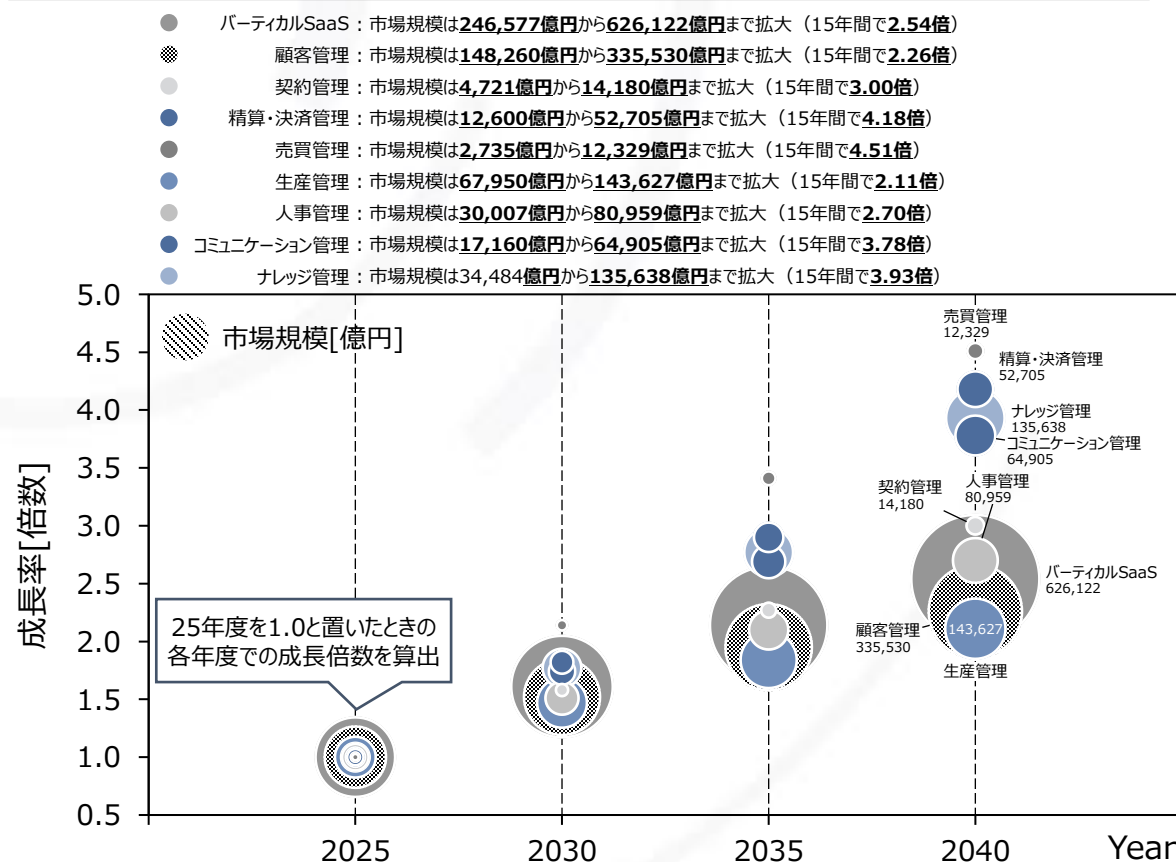 バーティカルSaaS：市場規模は246,577億円から626,122億円まで拡大（15年間で2.54倍）
顧客管理：市場規模は148,260億円から335,530億円まで拡大（15年間で2.26倍）
契約管理：市場規模は4,721億円から14,180億円まで拡大（15年間で3.00倍）
精算・決済管理：市場規模は12,600億円から52,705億円まで拡大（15年間で4.18倍）
売買管理：市場規模は2,735億円から12,329億円まで拡大（15年間で4.51倍）
生産管理：市場規模は67,950億円から143,627億円まで拡大（15年間で2.11倍）
人事管理：市場規模は30,007億円から80,959億円まで拡大（15年間で2.70倍）
コミュニケーション管理：市場規模は17,160億円から64,905億円まで拡大（15年間で3.78倍）
ナレッジ管理：市場規模は34,484億円から135,638億円まで拡大（15年間で3.93倍）
市場規模[億円]
成長率[倍数]
5.0
4.5
4.0
3.5
3.0
2.5
2.0
1.5
1.0
0.5
25年度を1.0と置いたときの
各年度での成長倍数を算出
売買管理
12,329
精算・決済管理
52,705
ナレッジ管理
135,638
コミュニケーション管理
64,905
契約管理
14,180
人事管理
80,959
バーティカルSaaS
626,122
顧客管理
335,530
143,627
生産管理
2025
2030
2035
2040
Year